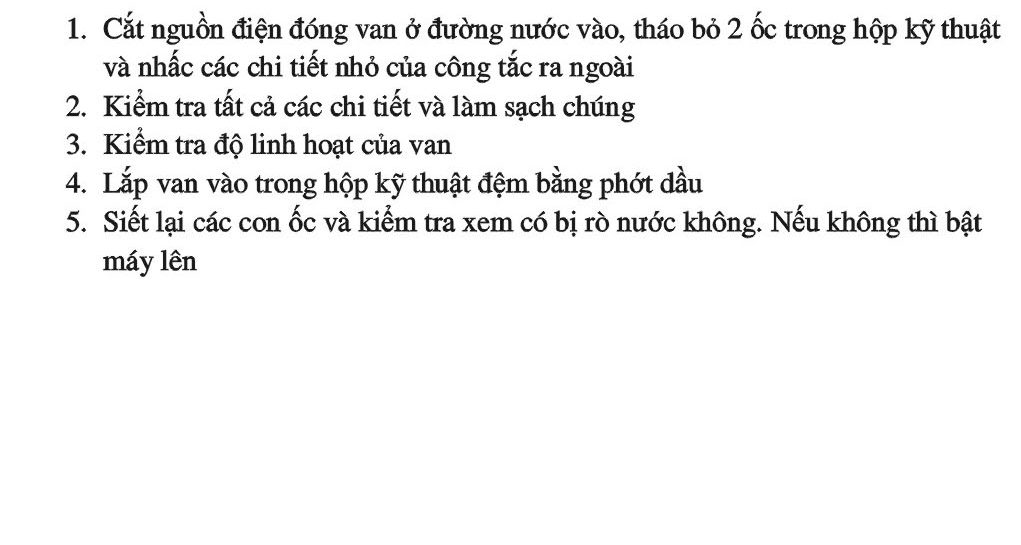 1. Cắt nguồn điện đóng van ở đường nước vào, tháo bỏ 2 ốc trong hộp kỹ thuật
và nhấc các chi tiết nhỏ của công tắc ra ngoài
2. Kiểm tra tất cả các chi tiết và làm sạch chúng
3. Kiểm tra độ linh hoạt của van
4. Lắp van vào trong hộp kỹ thuật đệm bằng phớt dầu
5. Siết lại các con ốc và kiểm tra xem có bị rò nước không. Nếu không thì bật
máy lên